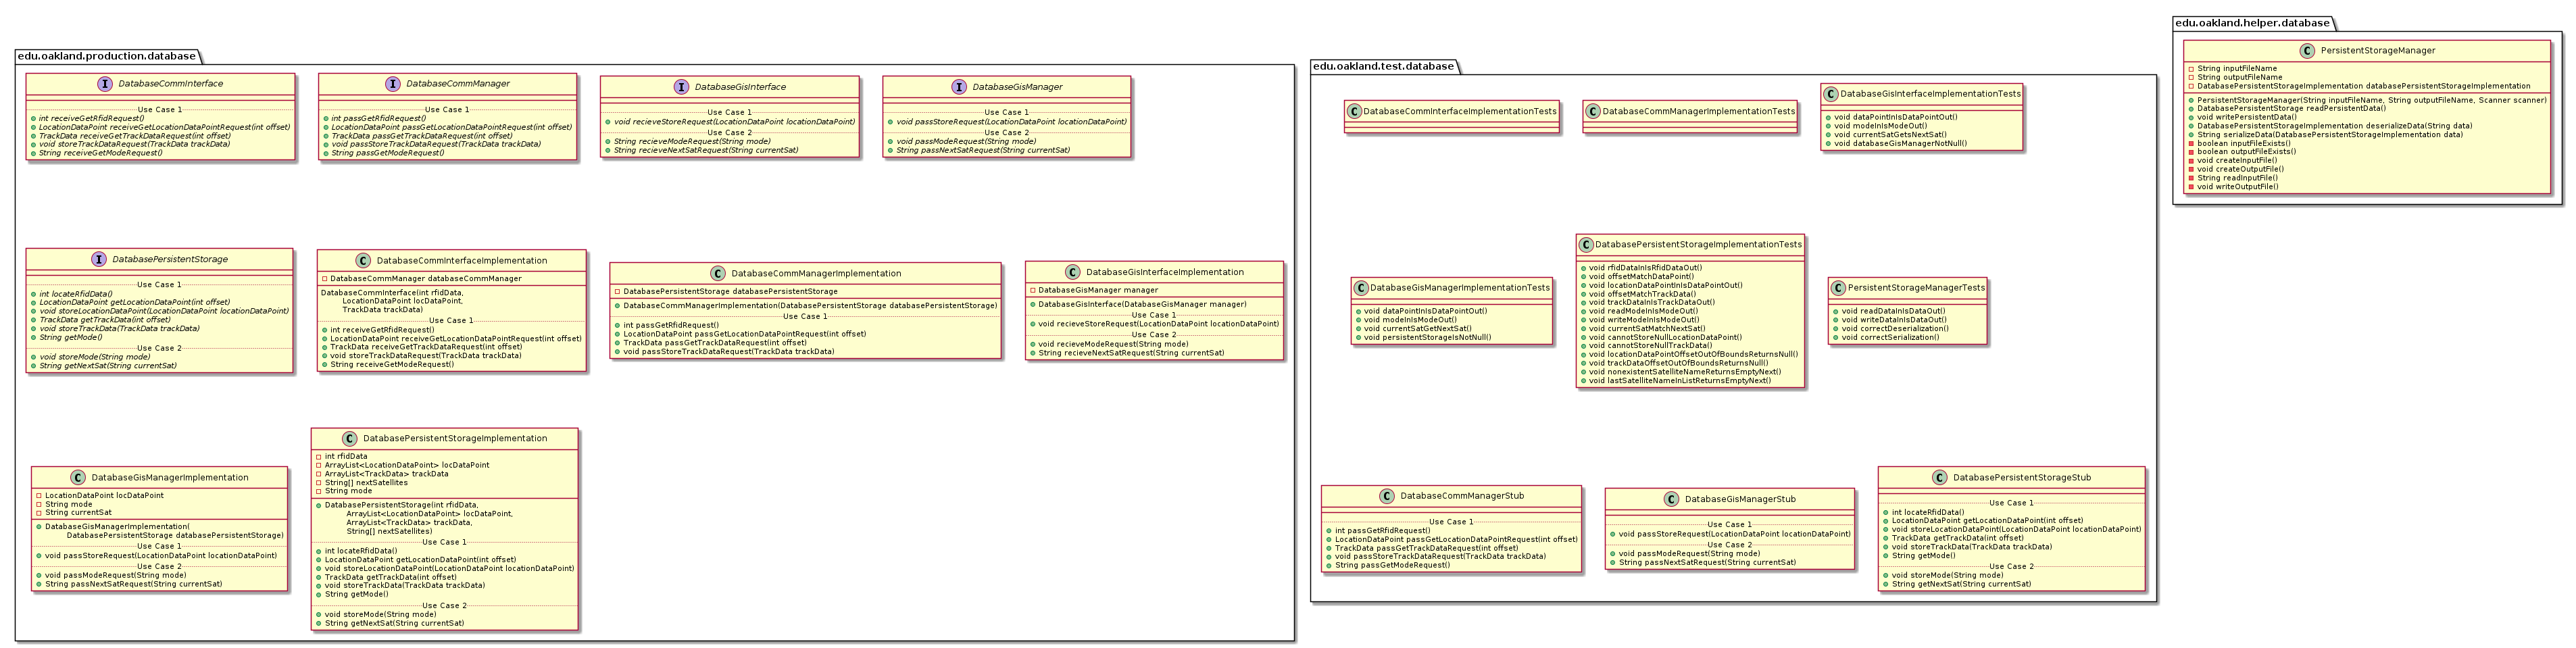 edu.oakland.production.database
DatabaseCommInterface
Use Case 1
int receiveGetRfidRequest()
LocationDataPoint receiveGetLocationDataPointRequest(int offset)
TrackData receiveGetTrackDataRequest(int offset)
void storeTrackDataRequest(TrackData trackData)
String receiveGetModeRequest()
DatabaseCommManager
Use Case 1
int passGetRfidRequest()
LocationDataPoint passGetLocationDataPointRequest(int offset)
TrackData passGetTrackDataRequest(int offset)
void passStoreTrackDataRequest(TrackData trackData)
String passGetModeRequest()
DatabaseGisInterface
Use Case 1
void recieveStoreRequest(LocationDataPoint locationDataPoint)
Use Case 2
String recieveModeRequest(String mode)
String recieveNextSatRequest(String currentSat)
DatabaseGisManager
Use Case 1
void passStoreRequest(LocationDataPoint locationDataPoint)
Use Case 2
void passModeRequest(String mode)
String passNextSatRequest(String currentSat)
DatabasePersistentStorage
Use Case 1
int locateRfidData()
LocationDataPoint getLocationDataPoint(int offset)
void storeLocationDataPoint(LocationDataPoint locationDataPoint)
TrackData getTrackData(int offset)
void storeTrackData(TrackData trackData)
String getMode()
Use Case 2
void storeMode(String mode)
String getNextSat(String currentSat)
DatabaseCommInterfaceImplementation
DatabaseCommManager databaseCommManager
DatabaseCommInterface(int rfidData,
LocationDataPoint locDataPoint,
TrackData trackData)
Use Case 1
int receiveGetRfidRequest()
LocationDataPoint receiveGetLocationDataPointRequest(int offset)
TrackData receiveGetTrackDataRequest(int offset)
void storeTrackDataRequest(TrackData trackData)
String receiveGetModeRequest()
DatabaseCommManagerImplementation
DatabasePersistentStorage databasePersistentStorage
DatabaseCommManagerImplementation(DatabasePersistentStorage databasePersistentStorage)
Use Case 1
int passGetRfidRequest()
LocationDataPoint passGetLocationDataPointRequest(int offset)
TrackData passGetTrackDataRequest(int offset)
void passStoreTrackDataRequest(TrackData trackData)
DatabaseGisInterfaceImplementation
DatabaseGisManager manager
DatabaseGisInterface(DatabaseGisManager manager)
Use Case 1
void recieveStoreRequest(LocationDataPoint locationDataPoint)
Use Case 2
void recieveModeRequest(String mode)
String recieveNextSatRequest(String currentSat)
DatabaseGisManagerImplementation
LocationDataPoint locDataPoint
String mode
String currentSat
DatabaseGisManagerImplementation(
DatabasePersistentStorage databasePersistentStorage)
Use Case 1
void passStoreRequest(LocationDataPoint locationDataPoint)
Use Case 2
void passModeRequest(String mode)
String passNextSatRequest(String currentSat)
DatabasePersistentStorageImplementation
int rfidData
ArrayList<LocationDataPoint> locDataPoint
ArrayList<TrackData> trackData
String[] nextSatellites
String mode
DatabasePersistentStorage(int rfidData,
ArrayList<LocationDataPoint> locDataPoint,
ArrayList<TrackData> trackData,
String[] nextSatellites)
Use Case 1
int locateRfidData()
LocationDataPoint getLocationDataPoint(int offset)
void storeLocationDataPoint(LocationDataPoint locationDataPoint)
TrackData getTrackData(int offset)
void storeTrackData(TrackData trackData)
String getMode()
Use Case 2
void storeMode(String mode)
String getNextSat(String currentSat)
edu.oakland.test.database
DatabaseCommInterfaceImplementationTests
DatabaseCommManagerImplementationTests
DatabaseGisInterfaceImplementationTests
void dataPointInIsDataPointOut()
void modeInIsModeOut()
void currentSatGetsNextSat()
void databaseGisManagerNotNull()
DatabaseGisManagerImplementationTests
void dataPointInIsDataPointOut()
void modeInIsModeOut()
void currentSatGetNextSat()
void persistentStorageIsNotNull()
DatabasePersistentStorageImplementationTests
void rfidDataInIsRfidDataOut()
void offsetMatchDataPoint()
void locationDataPointInIsDataPointOut()
void offsetMatchTrackData()
void trackDataInIsTrackDataOut()
void readModeInIsModeOut()
void writeModeInIsModeOut()
void currentSatMatchNextSat()
void cannotStoreNullLocationDataPoint()
void cannotStoreNullTrackData()
void locationDataPointOffsetOutOfBoundsReturnsNull()
void trackDataOffsetOutOfBoundsReturnsNull()
void nonexistentSatelliteNameReturnsEmptyNext()
void lastSatelliteNameInListReturnsEmptyNext()
PersistentStorageManagerTests
void readDataInIsDataOut()
void writeDataInIsDataOut()
void correctDeserialization()
void correctSerialization()
DatabaseCommManagerStub
Use Case 1
int passGetRfidRequest()
LocationDataPoint passGetLocationDataPointRequest(int offset)
TrackData passGetTrackDataRequest(int offset)
void passStoreTrackDataRequest(TrackData trackData)
String passGetModeRequest()
DatabaseGisManagerStub
Use Case 1
void passStoreRequest(LocationDataPoint locationDataPoint)
Use Case 2
void passModeRequest(String mode)
String passNextSatRequest(String currentSat)
DatabasePersistentStorageStub
Use Case 1
int locateRfidData()
LocationDataPoint getLocationDataPoint(int offset)
void storeLocationDataPoint(LocationDataPoint locationDataPoint)
TrackData getTrackData(int offset)
void storeTrackData(TrackData trackData)
String getMode()
Use Case 2
void storeMode(String mode)
String getNextSat(String currentSat)
edu.oakland.helper.database
PersistentStorageManager
String inputFileName
String outputFileName
DatabasePersistentStorageImplementation databasePersistentStorageImplementation
PersistentStorageManager(String inputFileName, String outputFileName, Scanner scanner)
DatabasePersistentStorage readPersistentData()
void writePersistentData()
DatabasePersistentStorageImplementation deserializeData(String data)
String serializeData(DatabasePersistentStorageImplementation data)
boolean inputFileExists()
boolean outputFileExists()
void createInputFile()
void createOutputFile()
String readInputFile()
void writeOutputFile()